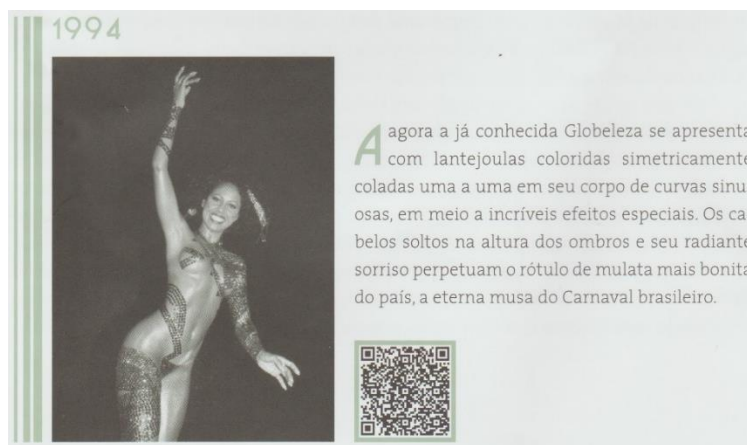 1994
A agora a já conhecida Globeleza se apresenta
com lantejoulas coloridas simetricamente
coladas uma a uma em seu corpo de curvas sinu
osas, em meio a incríveis efeitos especiais. Os ca
belos soltos na altura dos ombros e seu radiante
sorriso perpetuam o rótulo de mulata mais bonita
do país, a eterna musa do Carnaval brasileiro.